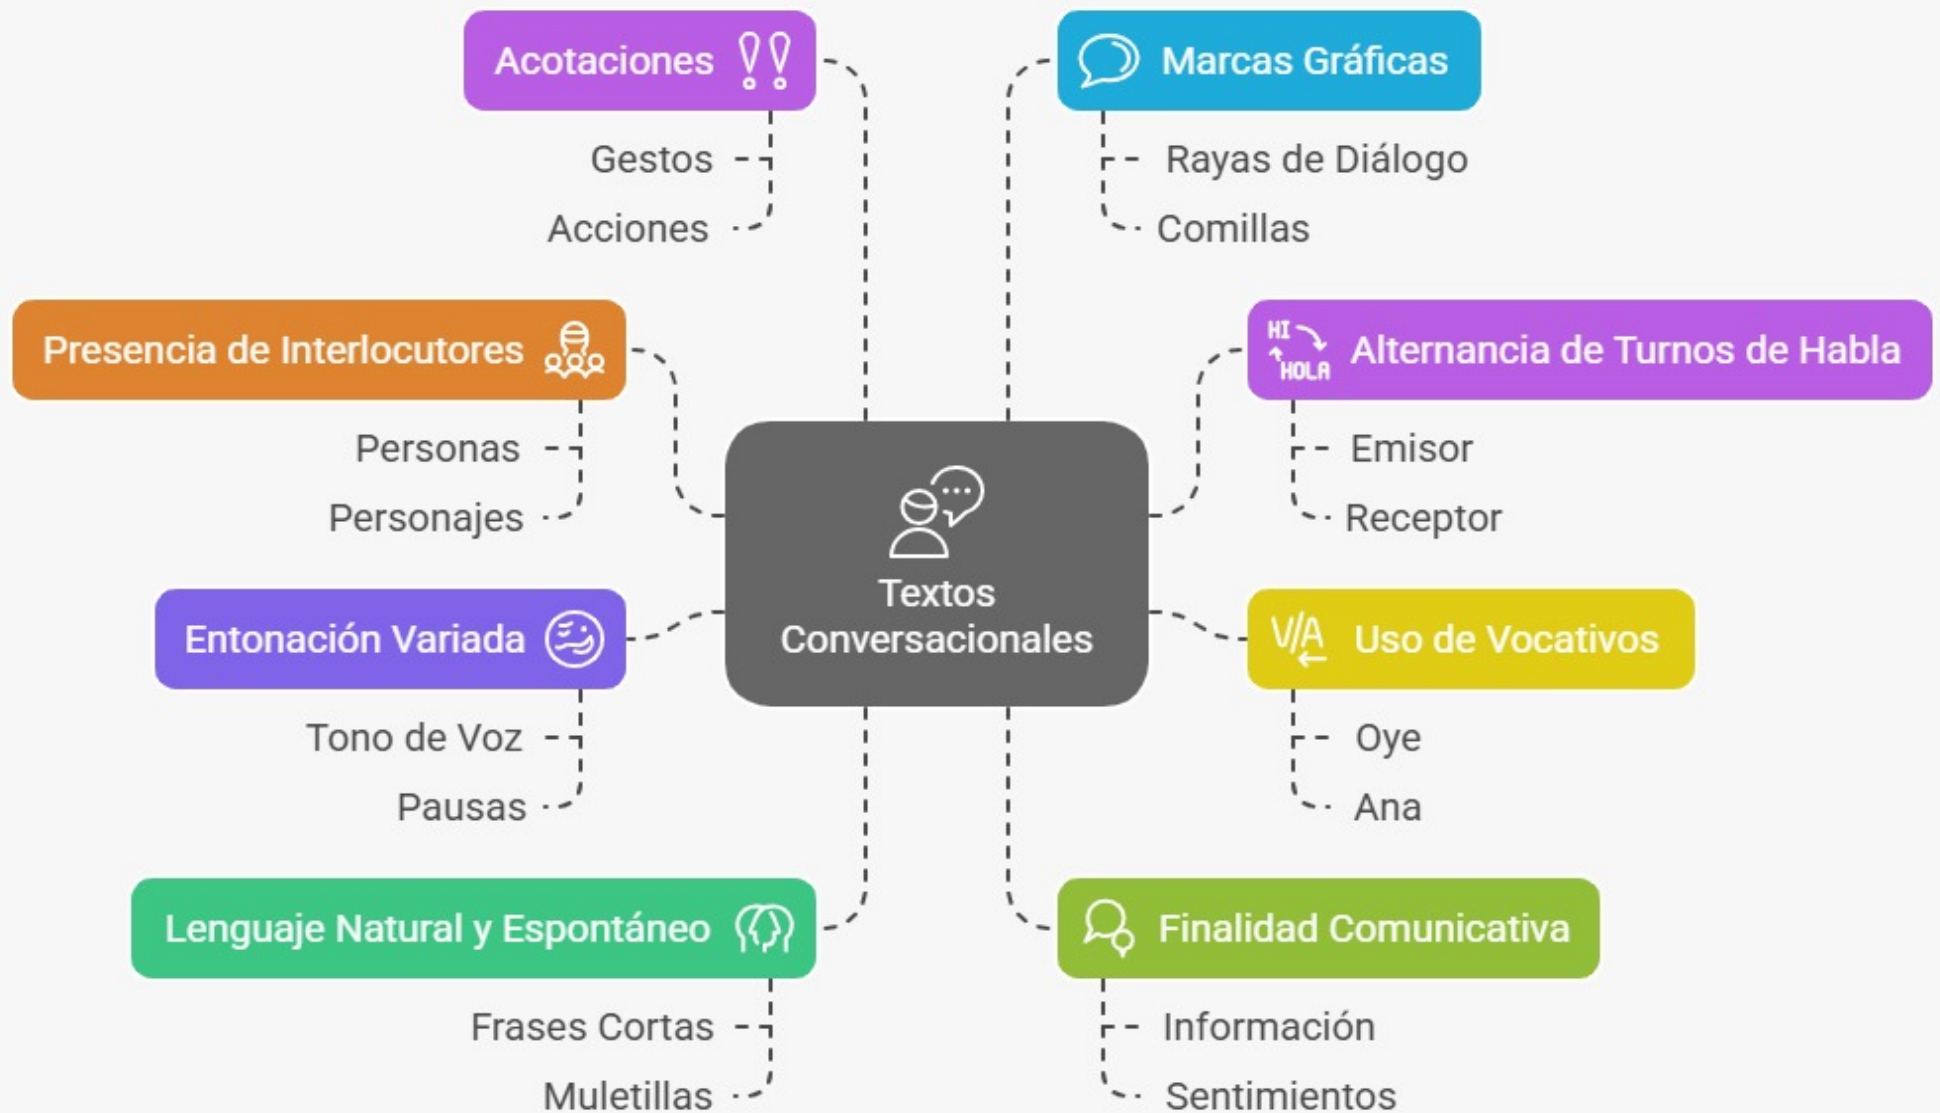 Acotaciones
Gestos
Acciones
Marcas Gráficas
Rayas de Diálogo
Comillas
Presencia de Interlocutores
Personas
Personajes
HI
HOLA
Alternancia de Turnos de Habla
Emisor
Receptor
Textos
Conversacionales
Entonación Variada
Tono de Voz
Pausas
V/A
Uso de Vocativos
Oye
Ana
Lenguaje Natural y Espontáneo
Frases Cortas
Muletillas
Finalidad Comunicativa
Información
Sentimientos